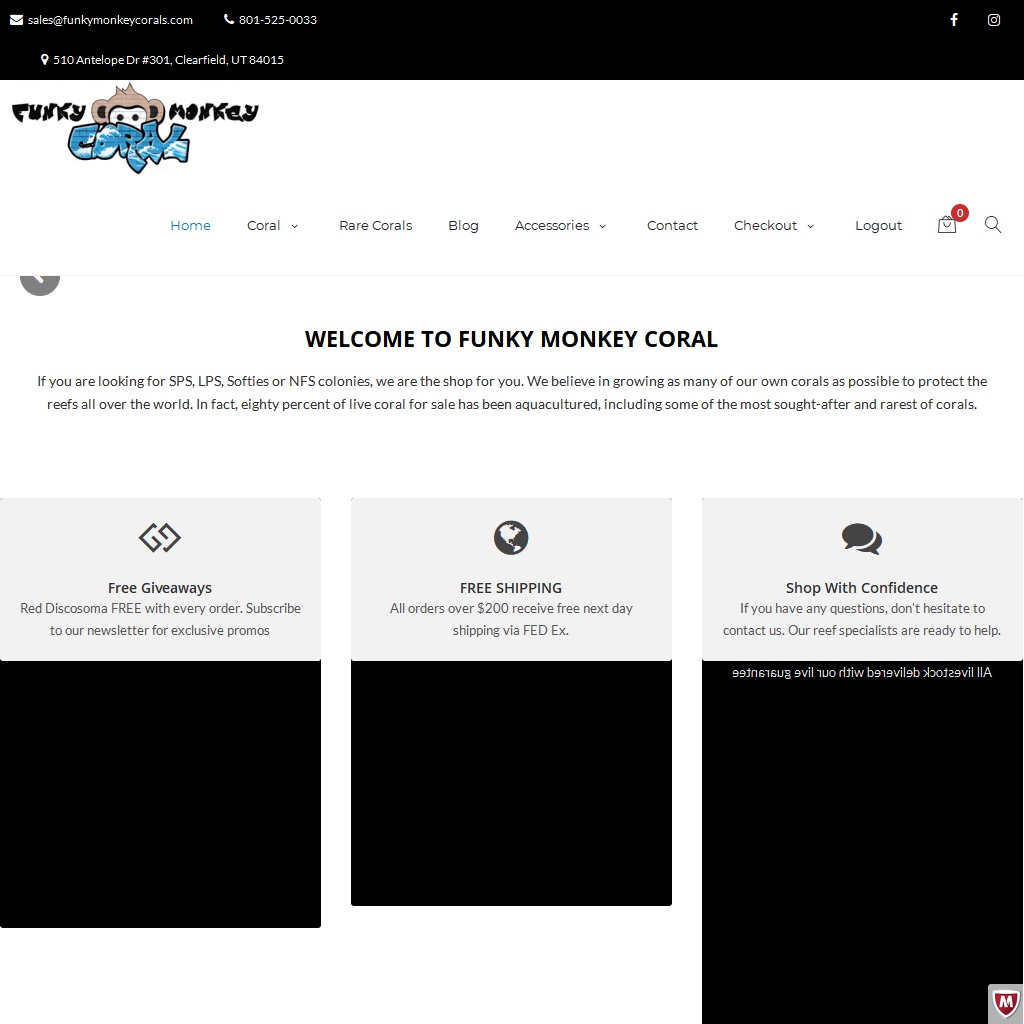 sales@funkymonkeycorals.com 801-525-0033
510 Antelope Dr #301, Clearfield, UT 84015
FUNKY MONKEY
CORAL
Home Coral Rare Corals Blog Accessories Contact Checkout Logout 0
WELCOME TO FUNKY MONKEY CORAL
If you are looking for SPS, LPS, Softies or NFS colonies, we are the shop for you. We believe in growing as many of our own corals as possible to protect the
reefs all over the world. In fact, eighty percent of live coral for sale has been aquacultured, including some of the most sought-after and rarest of corals.
Free Giveaways
Red Discosoma FREE with every order. Subscribe
to our newsletter for exclusive promos
FREE SHIPPING
All orders over $200 receive free next day
shipping via FED Ex.
Shop With Confidence
If you have any questions, don't hesitate to
contact us. Our reef specialists are ready to help.
All livestock delivered with our live guarantee